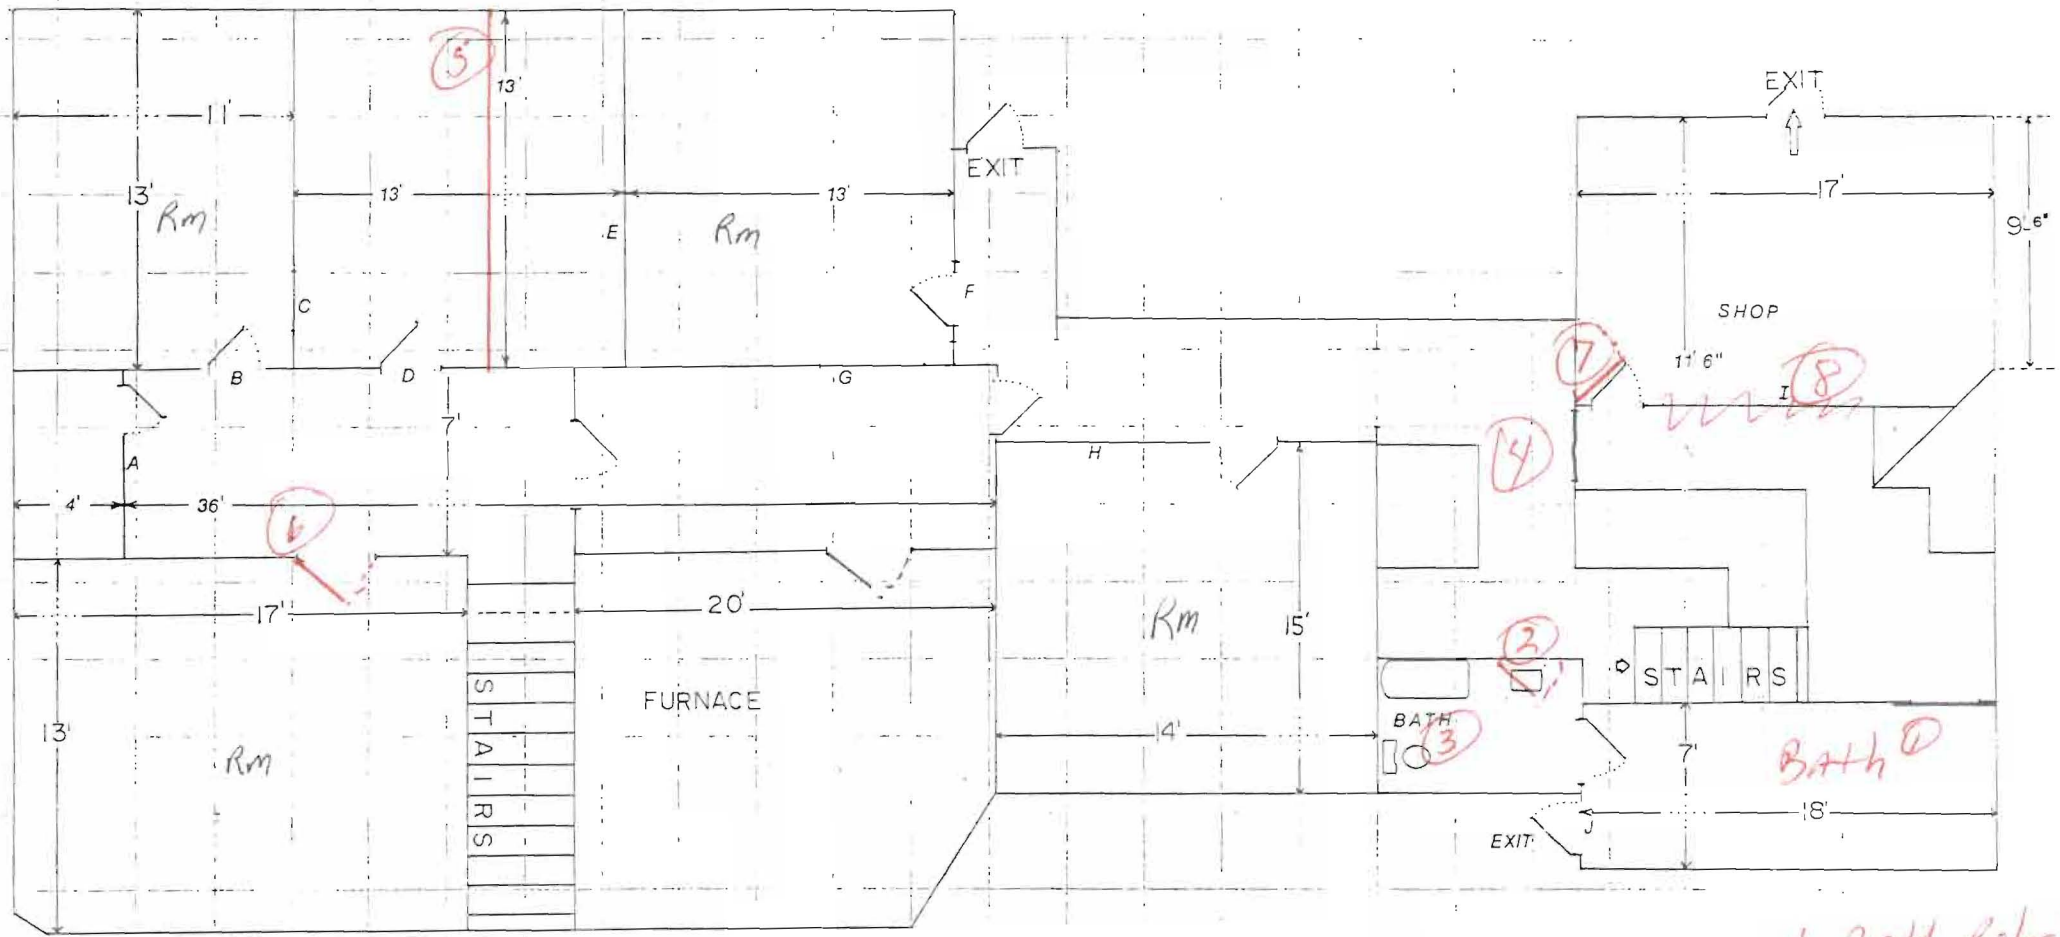 5
13'
EXIT
11'
EXIT
13'
13'
13'
17'
9-6"
Rm
E
Rm
C
F
SHOP
7
11'6"
8
B
D
G
I
7'
A
H
4
4'
36'
6
17'
20'
Rm
15'
2
STAIRS
STAIRS
FURNACE
13'
Rm
14'
BATH
3
7'
Bath 1
18'
J
EXIT